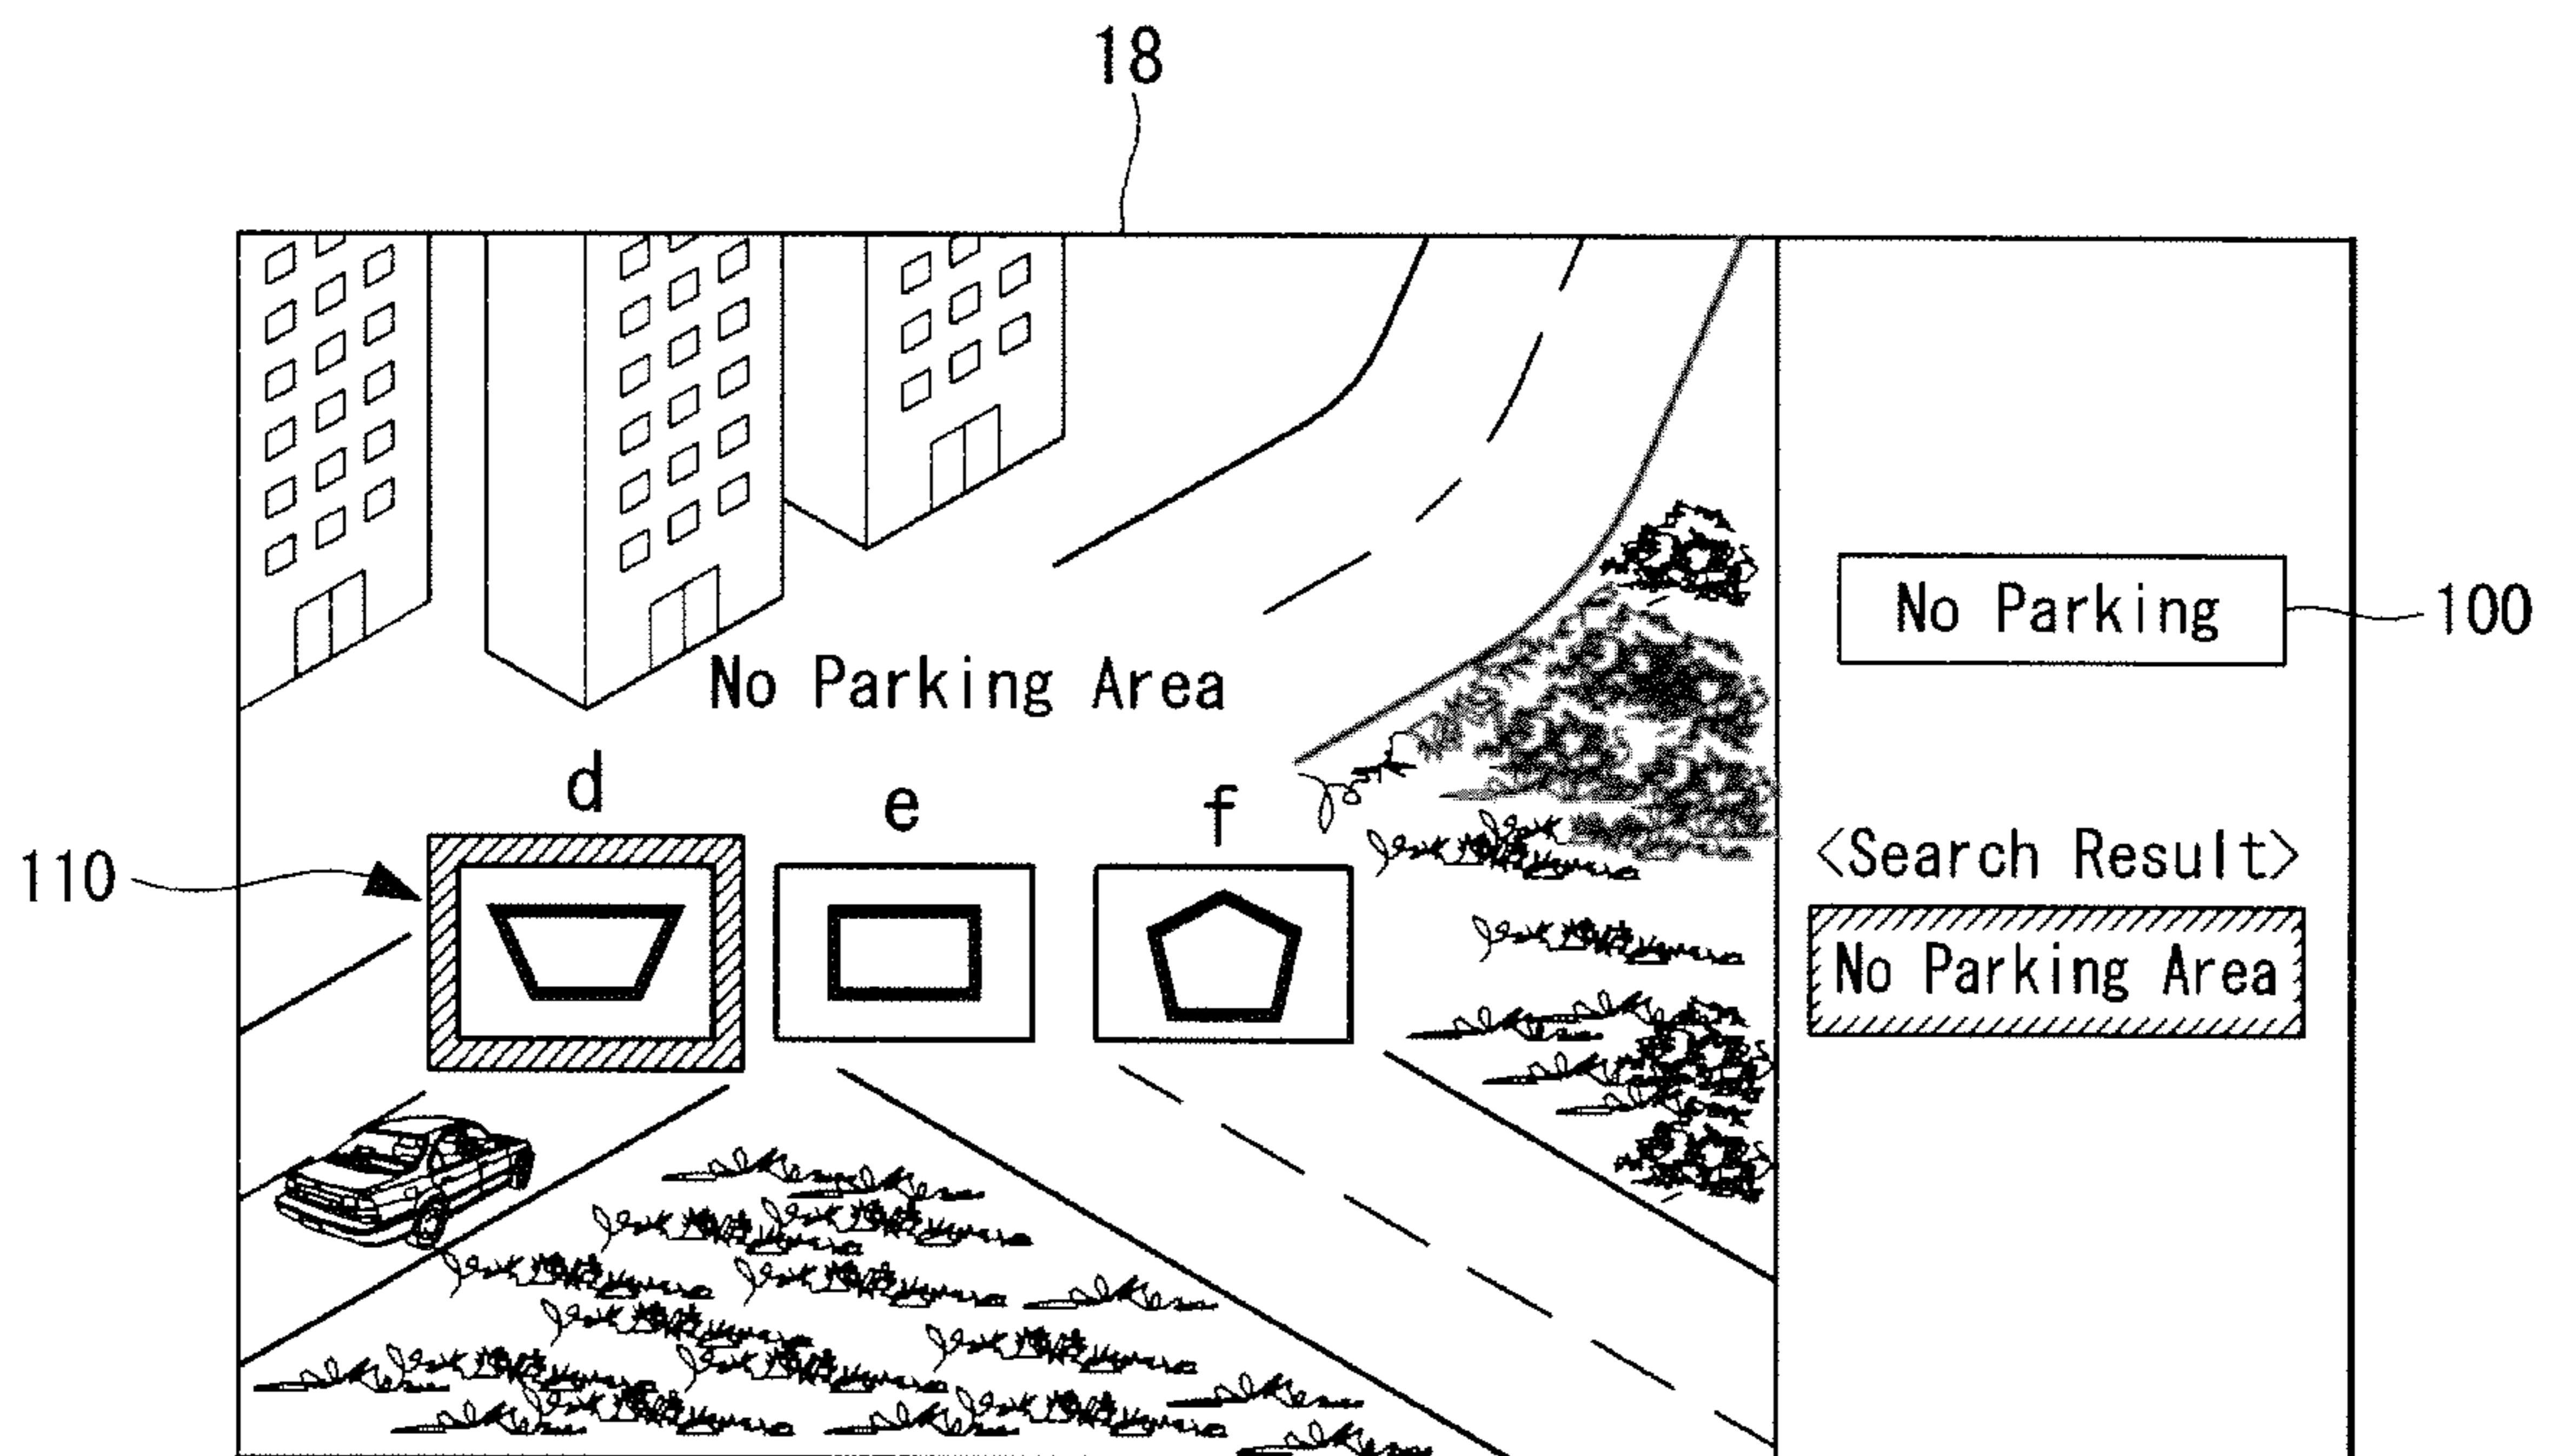 18
No Parking
100
No Parking Area
d
e
f
110
<Search Result>
No Parking Area